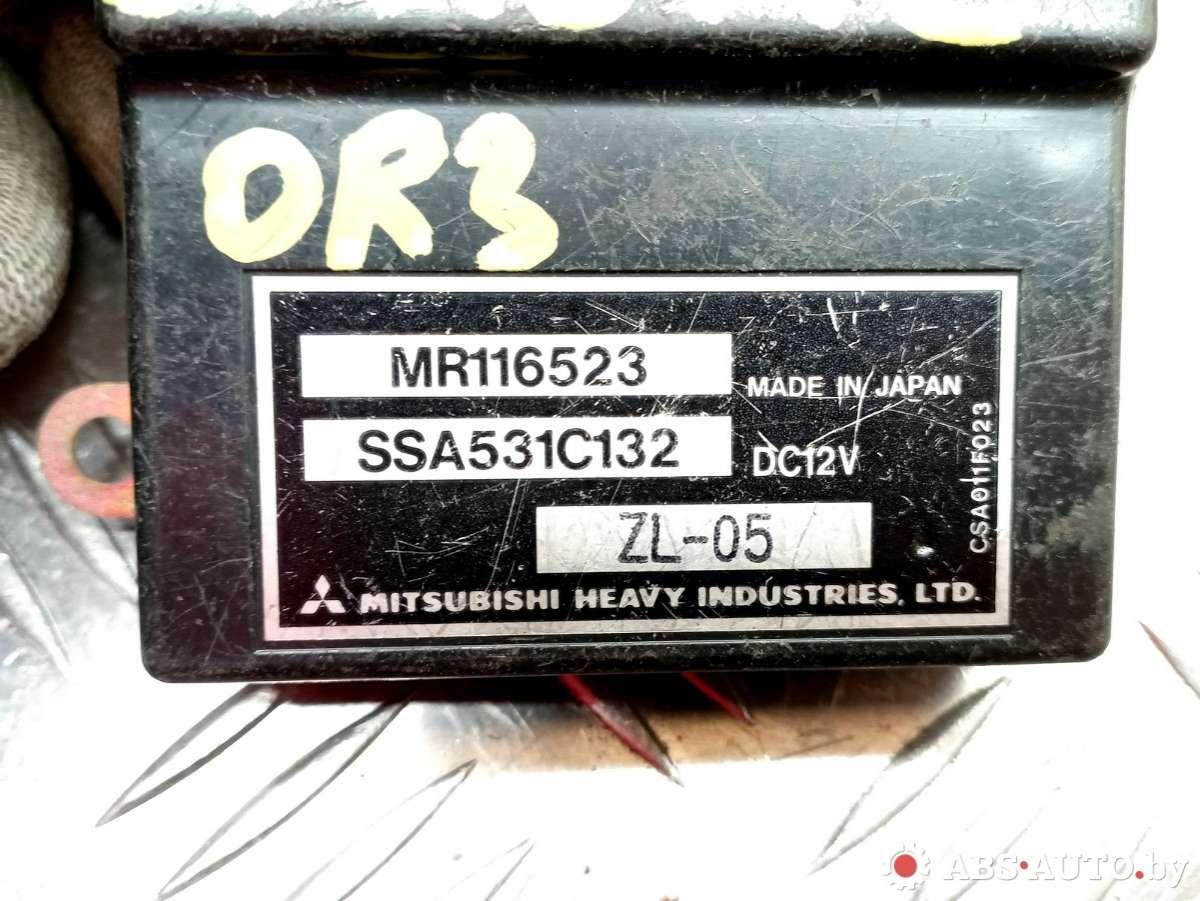 OR3
MR116523
MADE IN JAPAN
SSA531C132
DC12V
ZL-05
CSA011F023
MITSUBISHI HEAVY INDUSTRIES, LTD.
ABS-AUTO.by